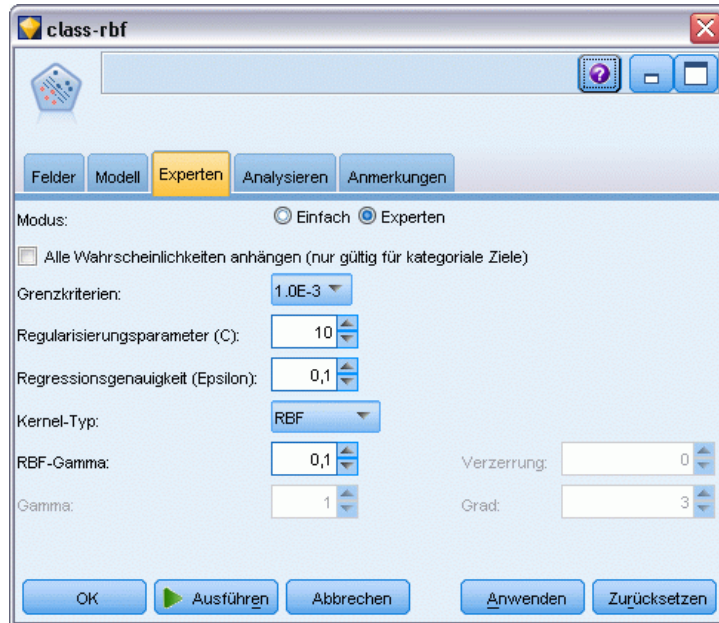 class-rbf
Felder Modell Experten Analysieren Anmerkungen
Modus: Einfach Experten
Alle Wahrscheinlichkeiten anhängen (nur gültig für kategoriale Ziele)
Grenzkriterien: 1.0E-3
Regularisierungsparameter (C): 10
Regressionsgenauigkeit (Epsilon): 0,1
Kernel-Typ: RBF
RBF-Gamma: 0,1 Verzerrung: 0
Gamma: 1 Grad: 3
OK Ausführen Abbrechen Anwenden Zurücksetzen